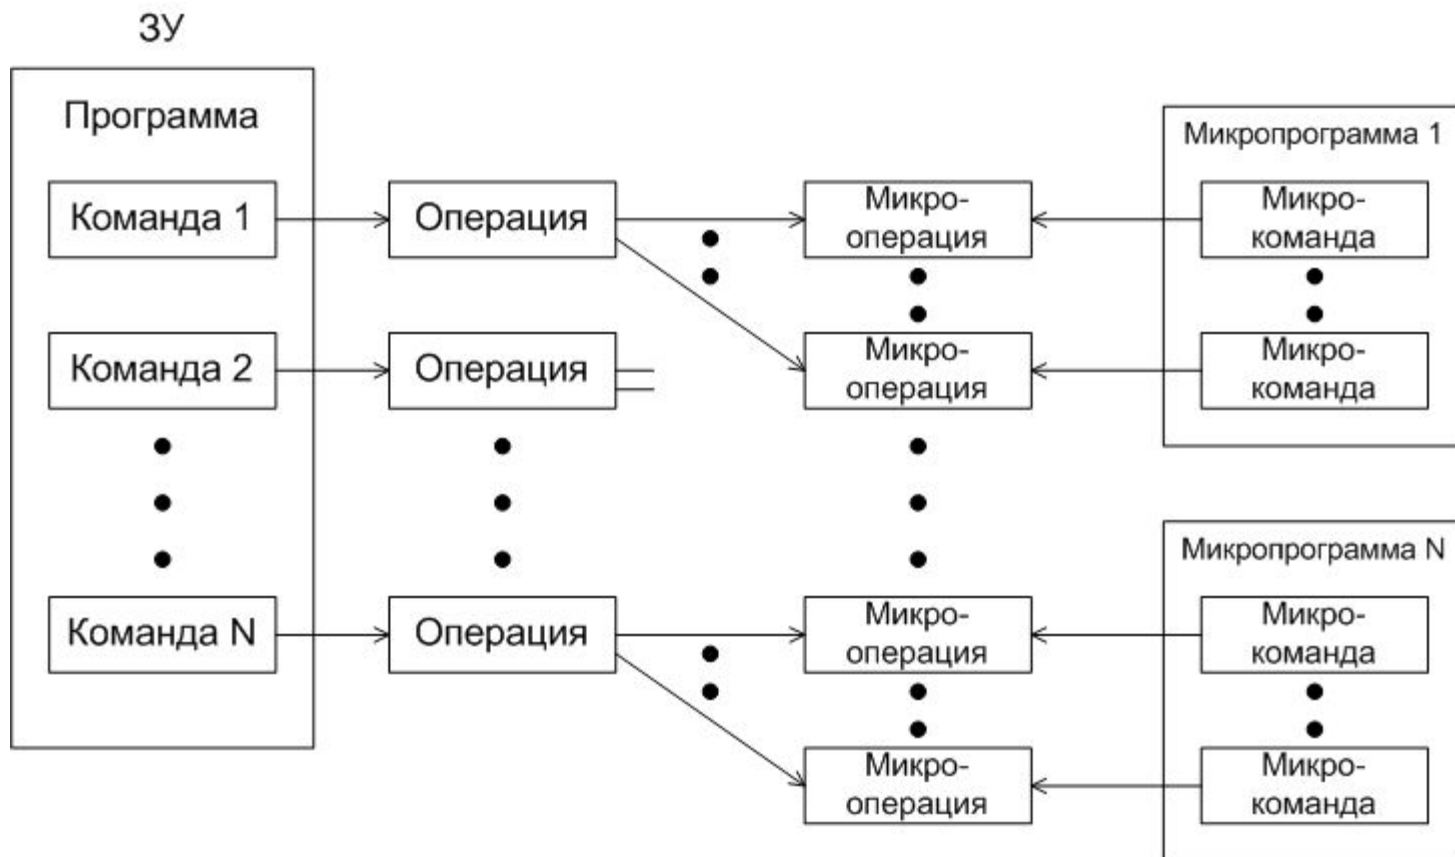 ЗУ
Программа
Микропрограмма 1
Команда 1
Операция
Микро-
операция
Микро-
команда
Команда 2
Операция
Микро-
операция
Микро-
команда
Микропрограмма N
Команда N
Операция
Микро-
операция
Микро-
команда
Микро-
операция
Микро-
команда